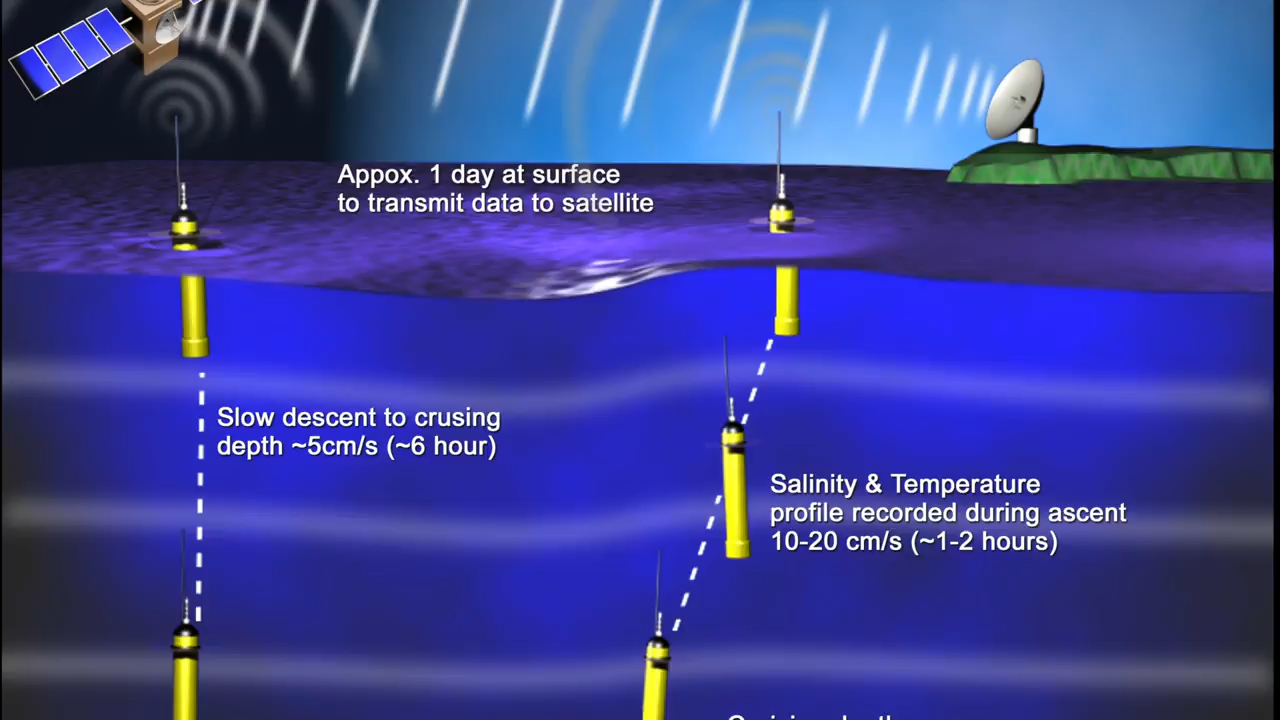 Appox. 1 day at surface
to transmit data to satellite
Slow descent to crusing
depth ~5cm/s (~6 hour)
Salinity & Temperature
profile recorded during ascent
10-20 cm/s (~1-2 hours)